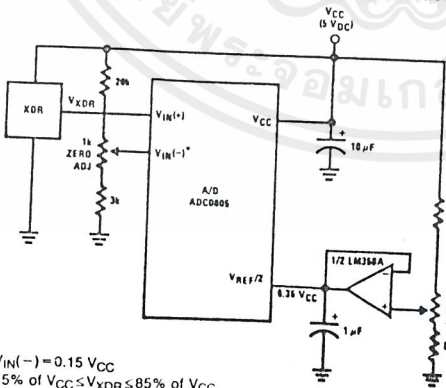 VCC
(5 VDC)
20k
XDR
VXDR
VIN(+)
VCC
1k
ZERO
ADJ
VIN(−)*
10 µF
3k
A/D
ADC0805
1/2 LM358A
VREF/2
0.35 VCC
1 µF
VIN(−)=0.15 VCC
5% of VCC≤VXDR≤85% of VCC